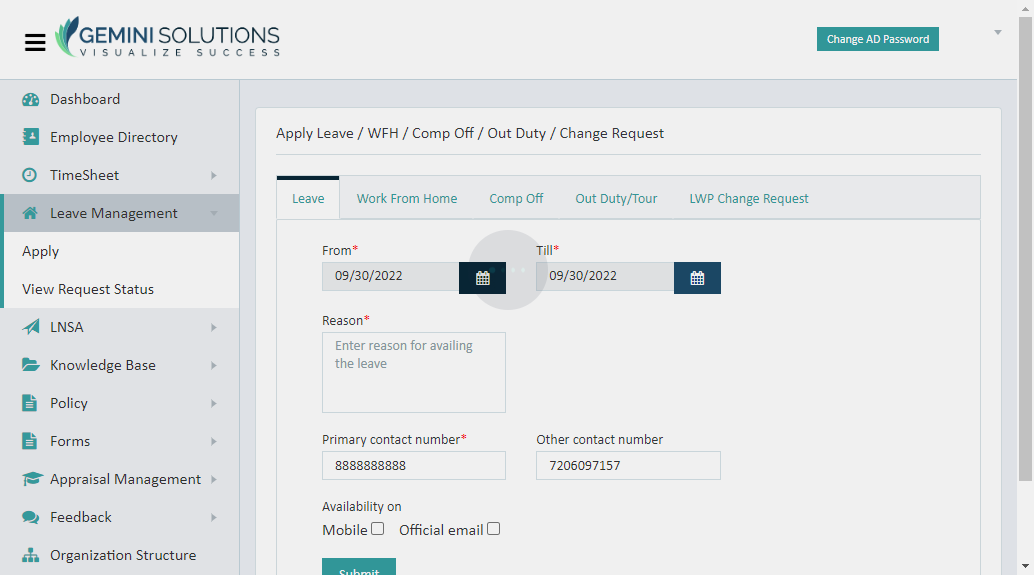 GEMINI SOLUTIONS
VISUALIZE SUCCESS
Change AD Password
Dashboard
Employee Directory
TimeSheet
Leave Management
Apply
View Request Status
LNSA
Knowledge Base
Policy
Forms
Appraisal Management
Feedback
Organization Structure
Apply Leave / WFH / Comp Off / Out Duty / Change Request
Leave Work From Home Comp Off Out Duty/Tour LWP Change Request
From* Till*
09/30/2022 09/30/2022
Reason*
Enter reason for availing
the leave
Primary contact number* Other contact number
8888888888 7206097157
Availability on
Mobile Official email
Submit